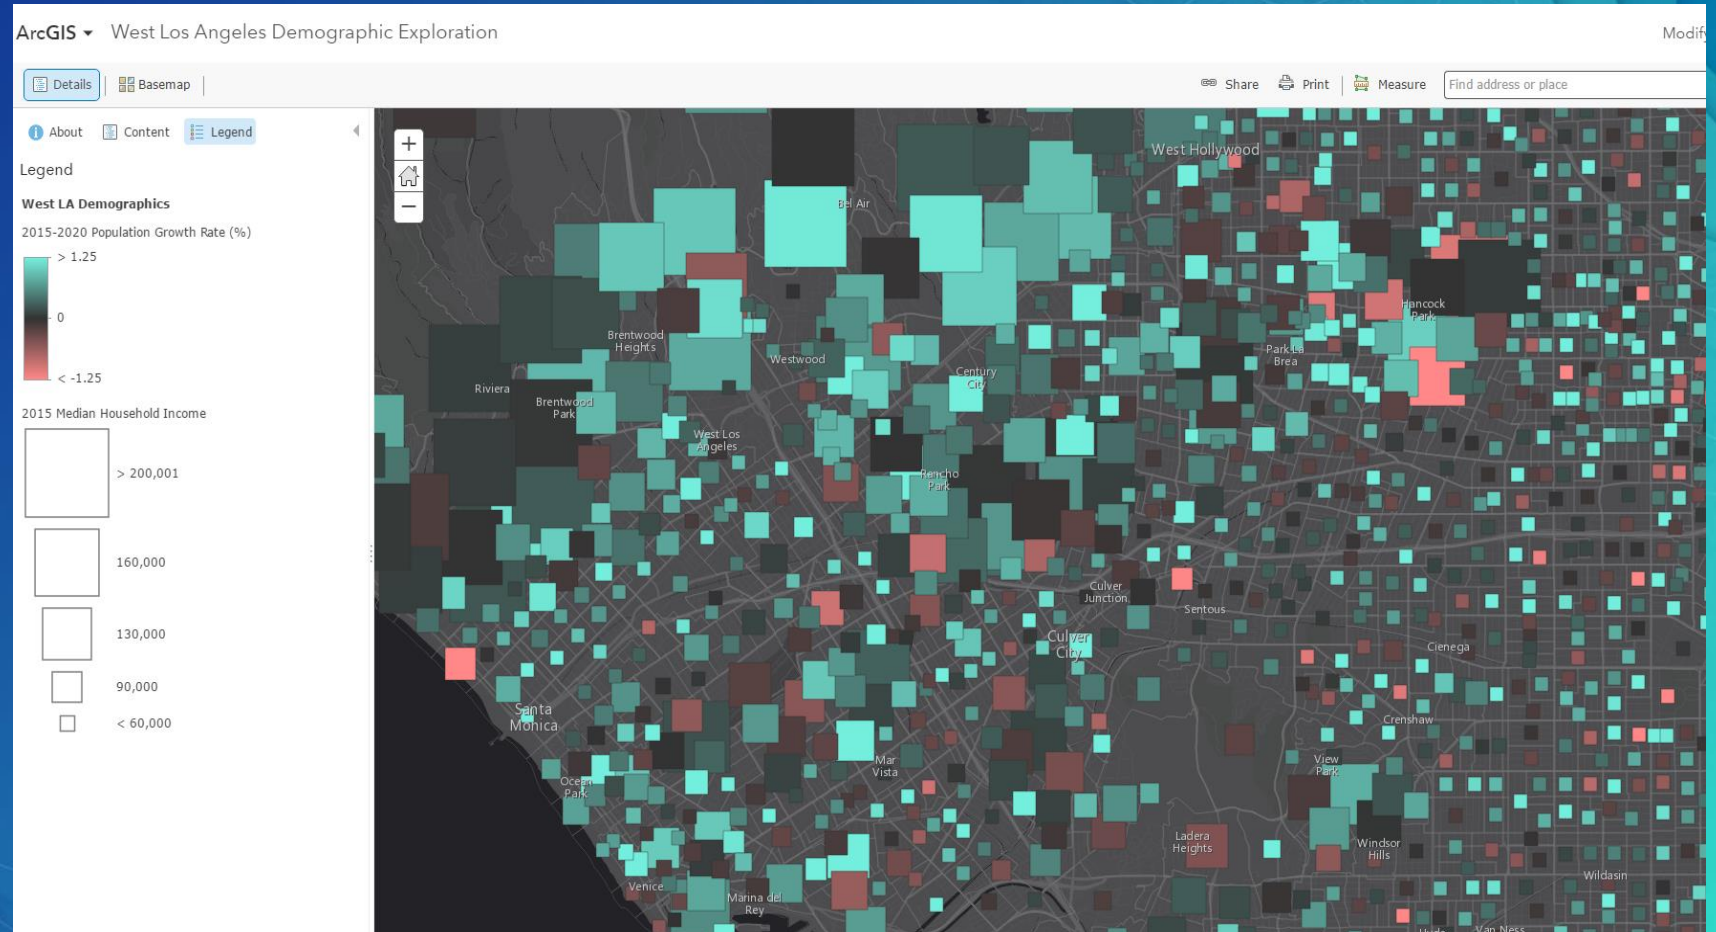 ArcGIS West Los Angeles Demographic Exploration
Modify
Details
Basemap
Share
Print
Measure
Find address or place
About
Content
Legend
Legend
West LA Demographics
2015-2020 Population Growth Rate (%)
> 1.25
0
< -1.25
2015 Median Household Income
> 200,001
160,000
130,000
90,000
< 60,000
West Hollywood
Bel Air
Hancock
Park
Brentwood
Heights
Westwood
Park La
Brea
Century
City
Riviera
Brentwood
Park
West Los
Angeles
Rancho
Park
Culver
Junction
Sentous
Culver
City
Cienega
Santa
Monica
Crenshaw
Mar
Vista
View
Park
Ocean
Park
Ladera
Heights
Windsor
Hills
Wildasin
Venice
Marina del
Rey
Van Ness